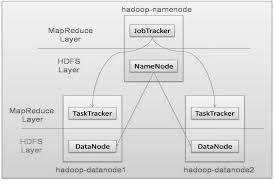 hadoop-namenode
MapReduce
Layer
JobTracker
HDFS
Layer
NameNode
MapReduce
Layer
TaskTracker
TaskTracker
HDFS
Layer
DataNode
DataNode
hadoop-datanode1
hadoop-datanode2